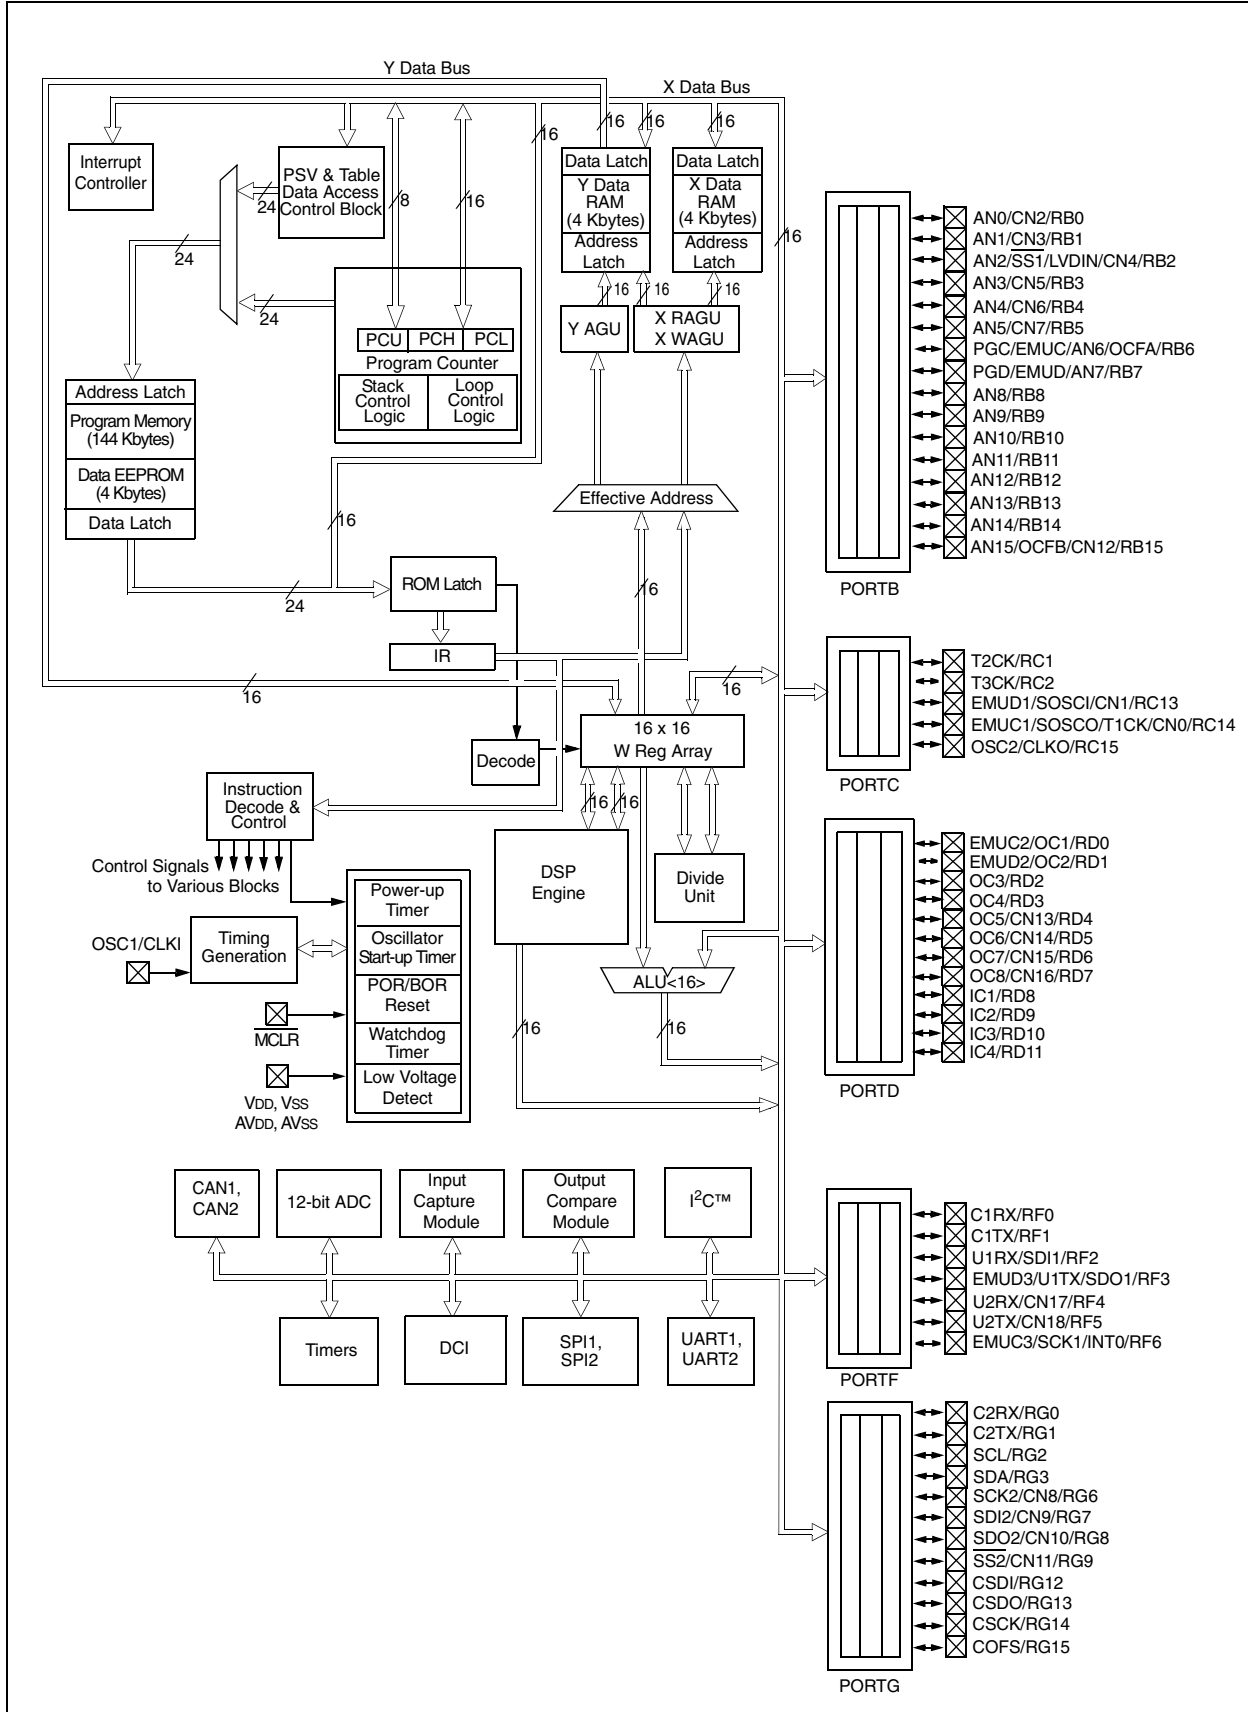 Y Data Bus
X Data Bus
16
16
16
16
Interrupt
Controller
PSV & Table
Data Access
Control Block
24
8
16
Data Latch
Y Data
RAM
(4 Kbytes)
Address
Latch
Data Latch
X Data
RAM
(4 Kbytes)
Address
Latch
16
24
24
16
16
16
Y AGU
X RAGU
X WAGU
PCU
PCH
PCL
Program Counter
Stack
Control
Logic
Loop
Control
Logic
Address Latch
Program Memory
(144 Kbytes)
Data EEPROM
(4 Kbytes)
Data Latch
Effective Address
16
24
ROM Latch
16
IR
16
16
16 x 16
W Reg Array
Decode
Instruction
Decode &
Control
16
16
Control Signals
to Various Blocks
DSP
Engine
Divide
Unit
Power-up
Timer
Oscillator
Start-up Timer
POR/BOR
Reset
Watchdog
Timer
Low Voltage
Detect
OSC1/CLKI
Timing
Generation
MCLR
VDD, VSS
AVDD, AVSS
ALU<16>
16
16
CAN1,
CAN2
12-bit ADC
Input
Capture
Module
Output
Compare
Module
I²C™
Timers
DCI
SPI1,
SPI2
UART1,
UART2
AN0/CN2/RB0
AN1/CN3/RB1
AN2/SS1/LVDIN/CN4/RB2
AN3/CN5/RB3
AN4/CN6/RB4
AN5/CN7/RB5
PGC/EMUC/AN6/OCFA/RB6
PGD/EMUD/AN7/RB7
AN8/RB8
AN9/RB9
AN10/RB10
AN11/RB11
AN12/RB12
AN13/RB13
AN14/RB14
AN15/OCFB/CN12/RB15
PORTB
T2CK/RC1
T3CK/RC2
EMUD1/SOSCI/CN1/RC13
EMUC1/SOSCO/T1CK/CN0/RC14
OSC2/CLKO/RC15
PORTC
EMUC2/OC1/RD0
EMUD2/OC2/RD1
OC3/RD2
OC4/RD3
OC5/CN13/RD4
OC6/CN14/RD5
OC7/CN15/RD6
OC8/CN16/RD7
IC1/RD8
IC2/RD9
IC3/RD10
IC4/RD11
PORTD
C1RX/RF0
C1TX/RF1
U1RX/SDI1/RF2
EMUD3/U1TX/SDO1/RF3
U2RX/CN17/RF4
U2TX/CN18/RF5
EMUC3/SCK1/INT0/RF6
PORTF
C2RX/RG0
C2TX/RG1
SCL/RG2
SDA/RG3
SCK2/CN8/RG6
SDI2/CN9/RG7
SDO2/CN10/RG8
SS2/CN11/RG9
CSDI/RG12
CSDO/RG13
CSCK/RG14
COFS/RG15
PORTG